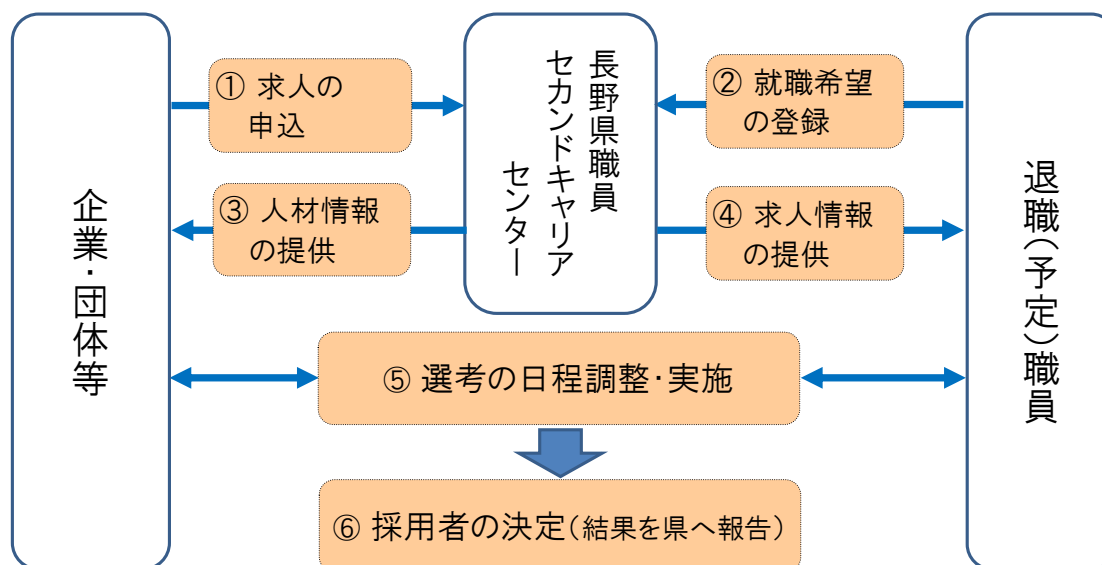 企業・団体等
① 求人の
申込
③ 人材情報
の提供
長野県職員
セカンドキャリア
センター
② 就職希望
の登録
④ 求人情報
の提供
退職(予定)職員
⑤ 選考の日程調整・実施
⑥ 採用者の決定(結果を県へ報告)